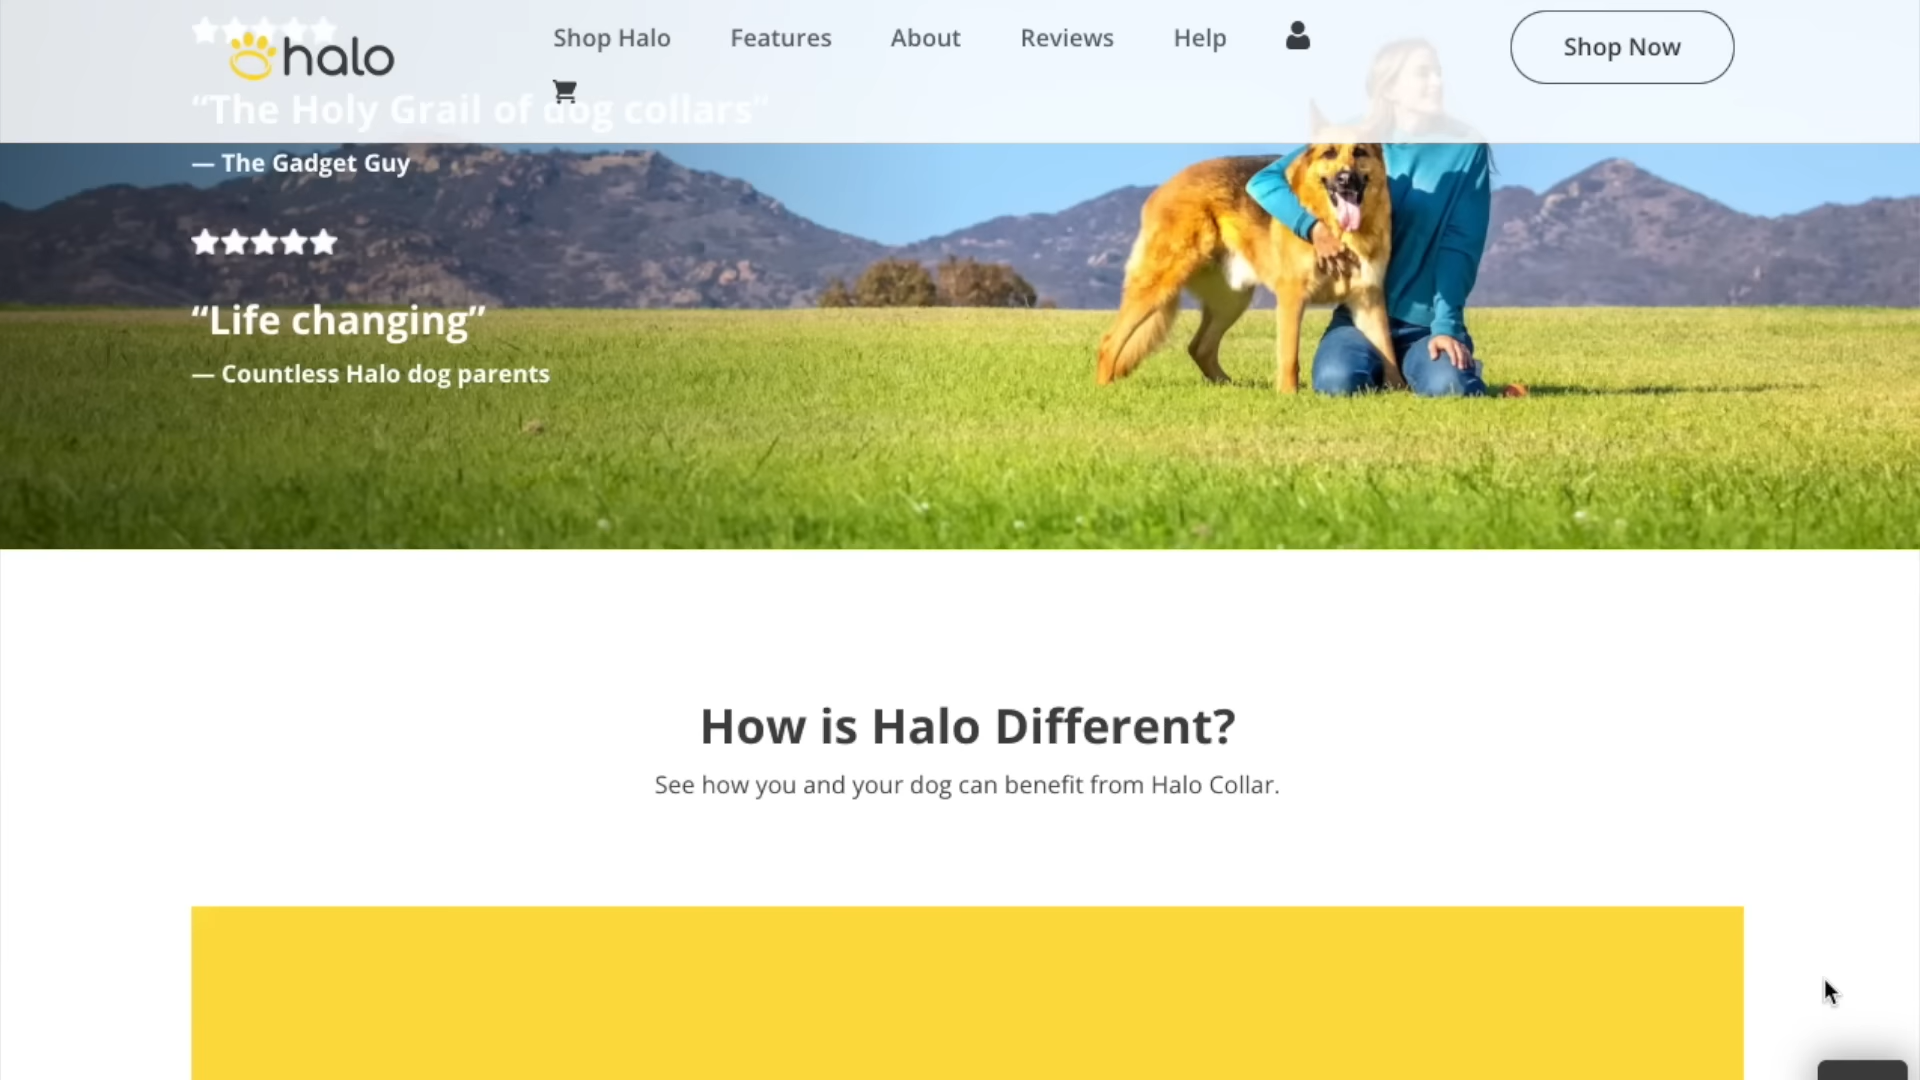 halo
Shop Halo
Features
About
Reviews
Help
Shop Now
“The Holy Grail of dog collars”
— The Gadget Guy
“Life changing”
— Countless Halo dog parents
How is Halo Different?
See how you and your dog can benefit from Halo Collar.